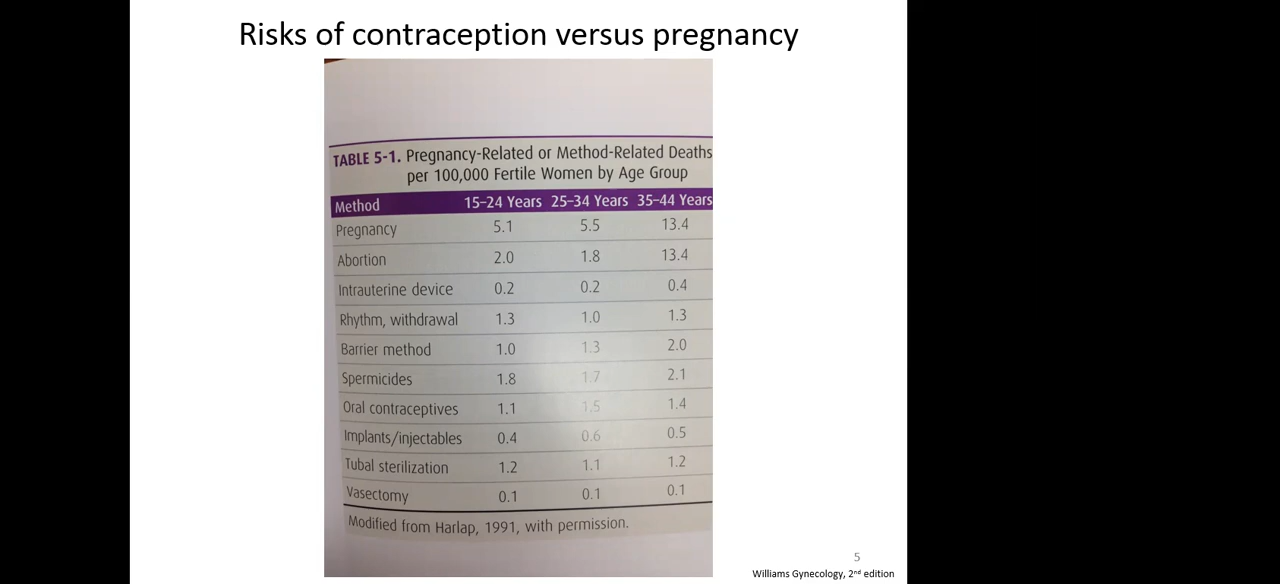 Risks of contraception versus pregnancy
TABLE 5-1. Pregnancy-Related or Method-Related Deaths
per 100,000 Fertile Women by Age Group
Method 15–24 Years 25–34 Years 35–44 Years
Pregnancy 5.1 5.5 13.4
Abortion 2.0 1.8 13.4
Intrauterine device 0.2 0.2 0.4
Rhythm, withdrawal 1.3 1.0 1.3
Barrier method 1.0 1.3 2.0
Spermicides 1.8 1.7 2.1
Oral contraceptives 1.1 1.5 1.4
Implants/injectables 0.4 0.6 0.5
Tubal sterilization 1.2 1.1 1.2
Vasectomy 0.1 0.1 0.1
Modified from Harlap, 1991, with permission.
5
Williams Gynecology, 2nd edition